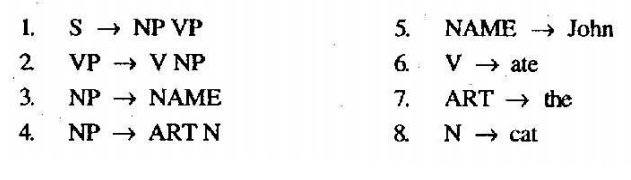 1. S → NP VP
2 VP → V NP
3. NP → NAME
4. NP → ART N
5. NAME → John
6. V → ate
7. ART → the
8. N → cat